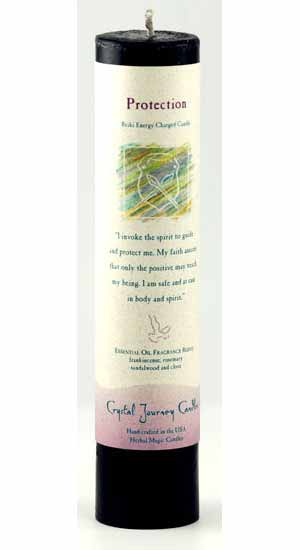 Protection
Reiki Energy Charged Candle
"I invoke the spirit to guide
and protect me. My faith assures
that only the positive may touch
my being. I am safe and at ease
in body and spirit."
Essential Oil Fragrance Blend
frankincense, rosemary
sandalwood and clove
Crystal Journey Candles
Handcrafted in the USA
Herbal Magic Candles